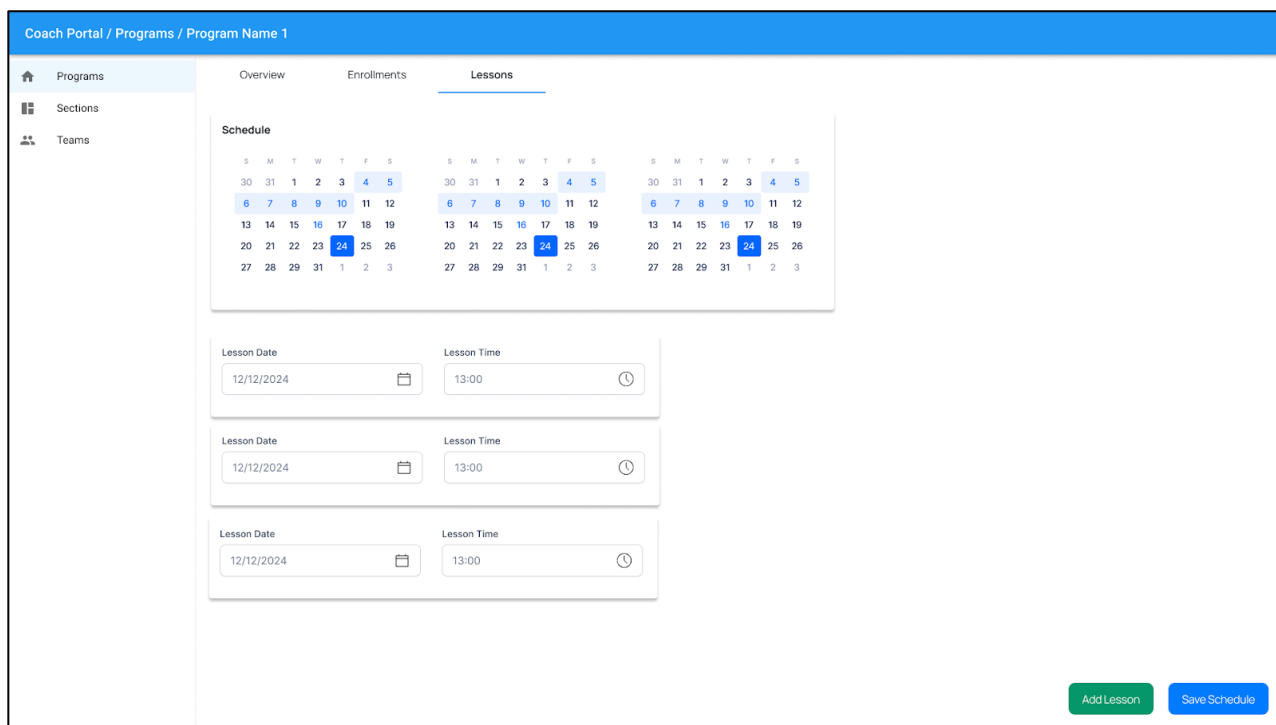 Coach Portal / Programs / Program Name 1
Programs
Sections
Teams
Overview Enrollments Lessons
Schedule
S M T W T F S S M T W T F S S M T W T F S
30 31 1 2 3 4 5 30 31 1 2 3 4 5 30 31 1 2 3 4 5
6 7 8 9 10 11 12 6 7 8 9 10 11 12 6 7 8 9 10 11 12
13 14 15 16 17 18 19 13 14 15 16 17 18 19 13 14 15 16 17 18 19
20 21 22 23 24 25 26 20 21 22 23 24 25 26 20 21 22 23 24 25 26
27 28 29 31 1 2 3 27 28 29 31 1 2 3 27 28 29 31 1 2 3
Lesson Date Lesson Time
12/12/2024 13:00
Lesson Date Lesson Time
12/12/2024 13:00
Lesson Date Lesson Time
12/12/2024 13:00
Add Lesson Save Schedule